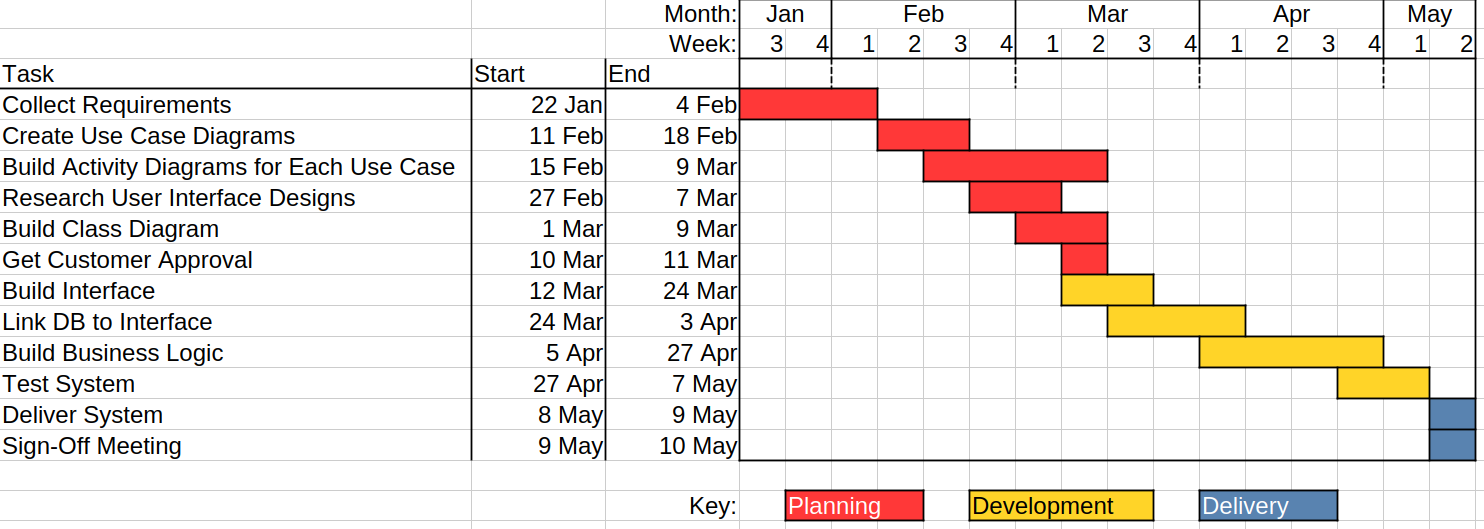 Month: Jan Feb Mar Apr May
Week: 3 4 1 2 3 4 1 2 3 4 1 2 3 4 1 2
Task Start End
Collect Requirements 22 Jan 4 Feb
Create Use Case Diagrams 11 Feb 18 Feb
Build Activity Diagrams for Each Use Case 15 Feb 9 Mar
Research User Interface Designs 27 Feb 7 Mar
Build Class Diagram 1 Mar 9 Mar
Get Customer Approval 10 Mar 11 Mar
Build Interface 12 Mar 24 Mar
Link DB to Interface 24 Mar 3 Apr
Build Business Logic 5 Apr 27 Apr
Test System 27 Apr 7 May
Deliver System 8 May 9 May
Sign-Off Meeting 9 May 10 May
Key: Planning Development Delivery